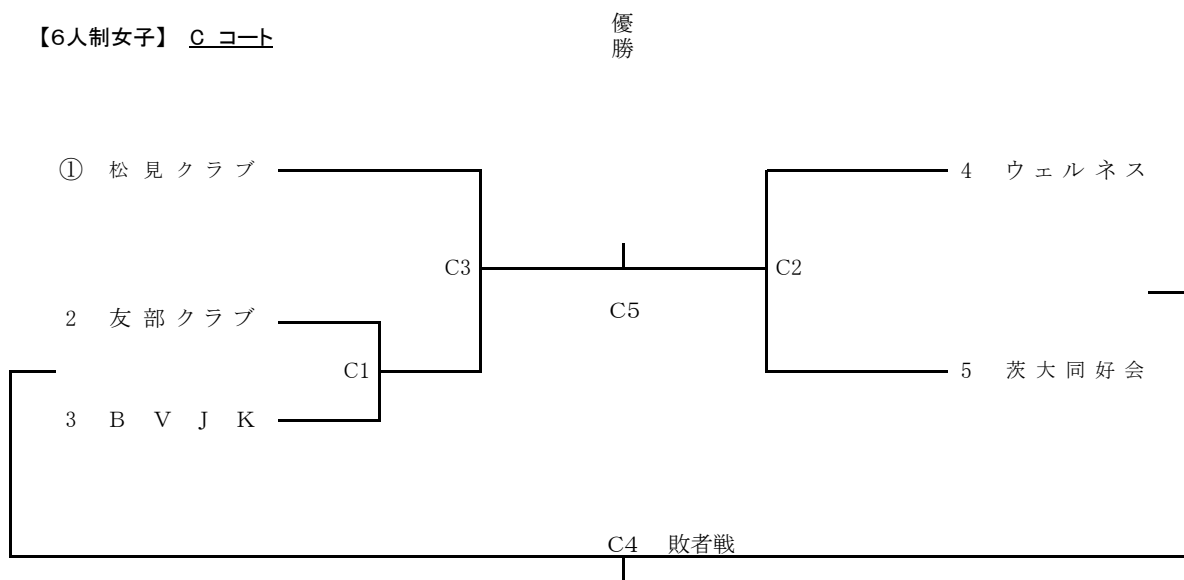 【6人制女子】 C コート
優
勝
① 松見クラブ
4 ウェルネス
C3
C2
C5
2 友部クラブ
C1
5 茨大同好会
3 BVJK
C4 敗者戦